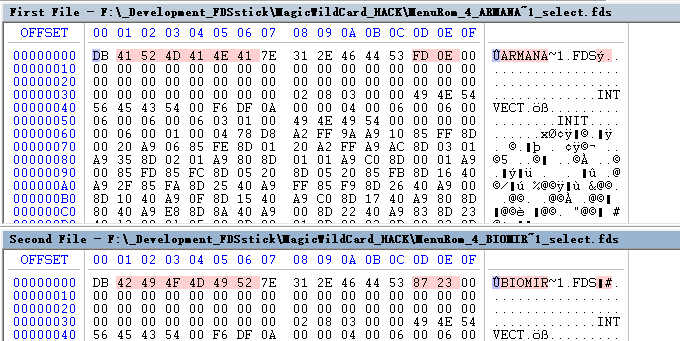 First File - F:\_Development_FDSstick\MagicWildCard_HACK\MenuRom_4_ARMANA~1_select.fds
OFFSET 00 01 02 03 04 05 06 07 08 09 0A 0B 0C 0D 0E 0F
00000000 DB 41 52 4D 41 4E 41 7E 31 2E 46 44 53 FD 0E 00 ÛARMANA~1.FDSý..
00000010 00 00 00 00 00 00 00 00 00 00 00 00 00 00 00 00 ................
00000020 00 00 00 00 00 00 00 00 00 00 00 00 00 00 00 00 ................
00000030 00 00 00 00 00 00 00 00 00 02 08 03 00 49 4E 54 .............INT
00000040 56 45 43 54 00 F6 DF 0A 00 00 04 00 06 00 06 00 VECT.öß.........
00000050 06 00 06 00 06 03 01 00 49 4E 49 54 00 00 00 00 ........INIT....
00000060 00 06 00 01 00 04 78 D8 A2 FF 9A A9 10 85 FF 8D
00000070 00 20 A9 06 85 FE 8D 01 20 A2 FF A9 AC 8D 03 01
00000080 A9 35 8D 02 01 A9 80 8D 01 01 A9 C0 8D 00 01 A9
00000090 00 85 FD 85 FC 8D 05 20 8D 05 20 85 FB 8D 16 40
000000A0 A9 2F 85 FA 8D 25 40 A9 FF 85 F9 8D 26 40 A9 00
000000B0 8D 10 40 A9 0F 8D 15 40 A9 C0 8D 17 40 A9 80 8D
000000C0 80 40 A9 E8 8D 8A 40 A9 00 8D 22 40 A9 83 8D 23
Second File - F:\_Development_FDSstick\MagicWildCard_HACK\MenuRom_4_BIOMIR~1_select.fds
OFFSET 00 01 02 03 04 05 06 07 08 09 0A 0B 0C 0D 0E 0F
00000000 DB 42 49 4F 4D 49 52 7E 31 2E 46 44 53 87 23 00 ÛBIOMIR~1.FDS▮#.
00000010 00 00 00 00 00 00 00 00 00 00 00 00 00 00 00 00 ................
00000020 00 00 00 00 00 00 00 00 00 00 00 00 00 00 00 00 ................
00000030 00 00 00 00 00 00 00 00 00 02 08 03 00 49 4E 54 .............INT
00000040 56 45 43 54 00 F6 DF 0A 00 00 04 00 06 00 06 00 VECT.öß.........